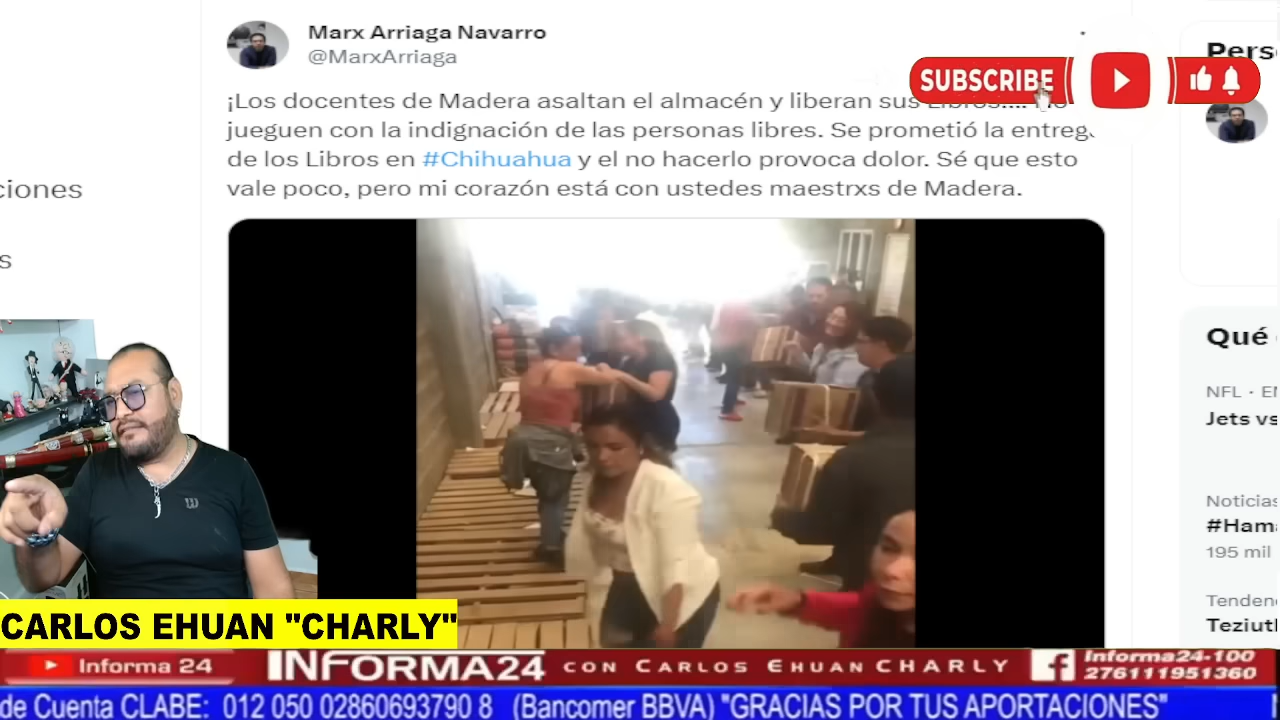 Marx Arriaga Navarro
@MarxArriaga
¡Los docentes de Madera asaltan el almacén y liberan sus
jueguen con la indignación de las personas libres. Se prometió la
de los Libros en #Chihuahua y el no hacerlo provoca dolor. Sé que esto
vale poco, pero mi corazón está con ustedes maestrxs de Madera.
SUBSCRIBE
Pers
ciones
s
Qué
NFL
Jets vs
Noticias
#Hama
195 mil
Tenden
Teziutl
W
CARLOS EHUAN "CHARLY"
Informa 24
INFORMA24 CON CARLOS EHUAN CHARLY
f
Informa24-100
276111951360
de Cuenta CLABE: 012 050 02860693790 8 (Bancomer BBVA) "GRACIAS POR TUS APORTACIONES"